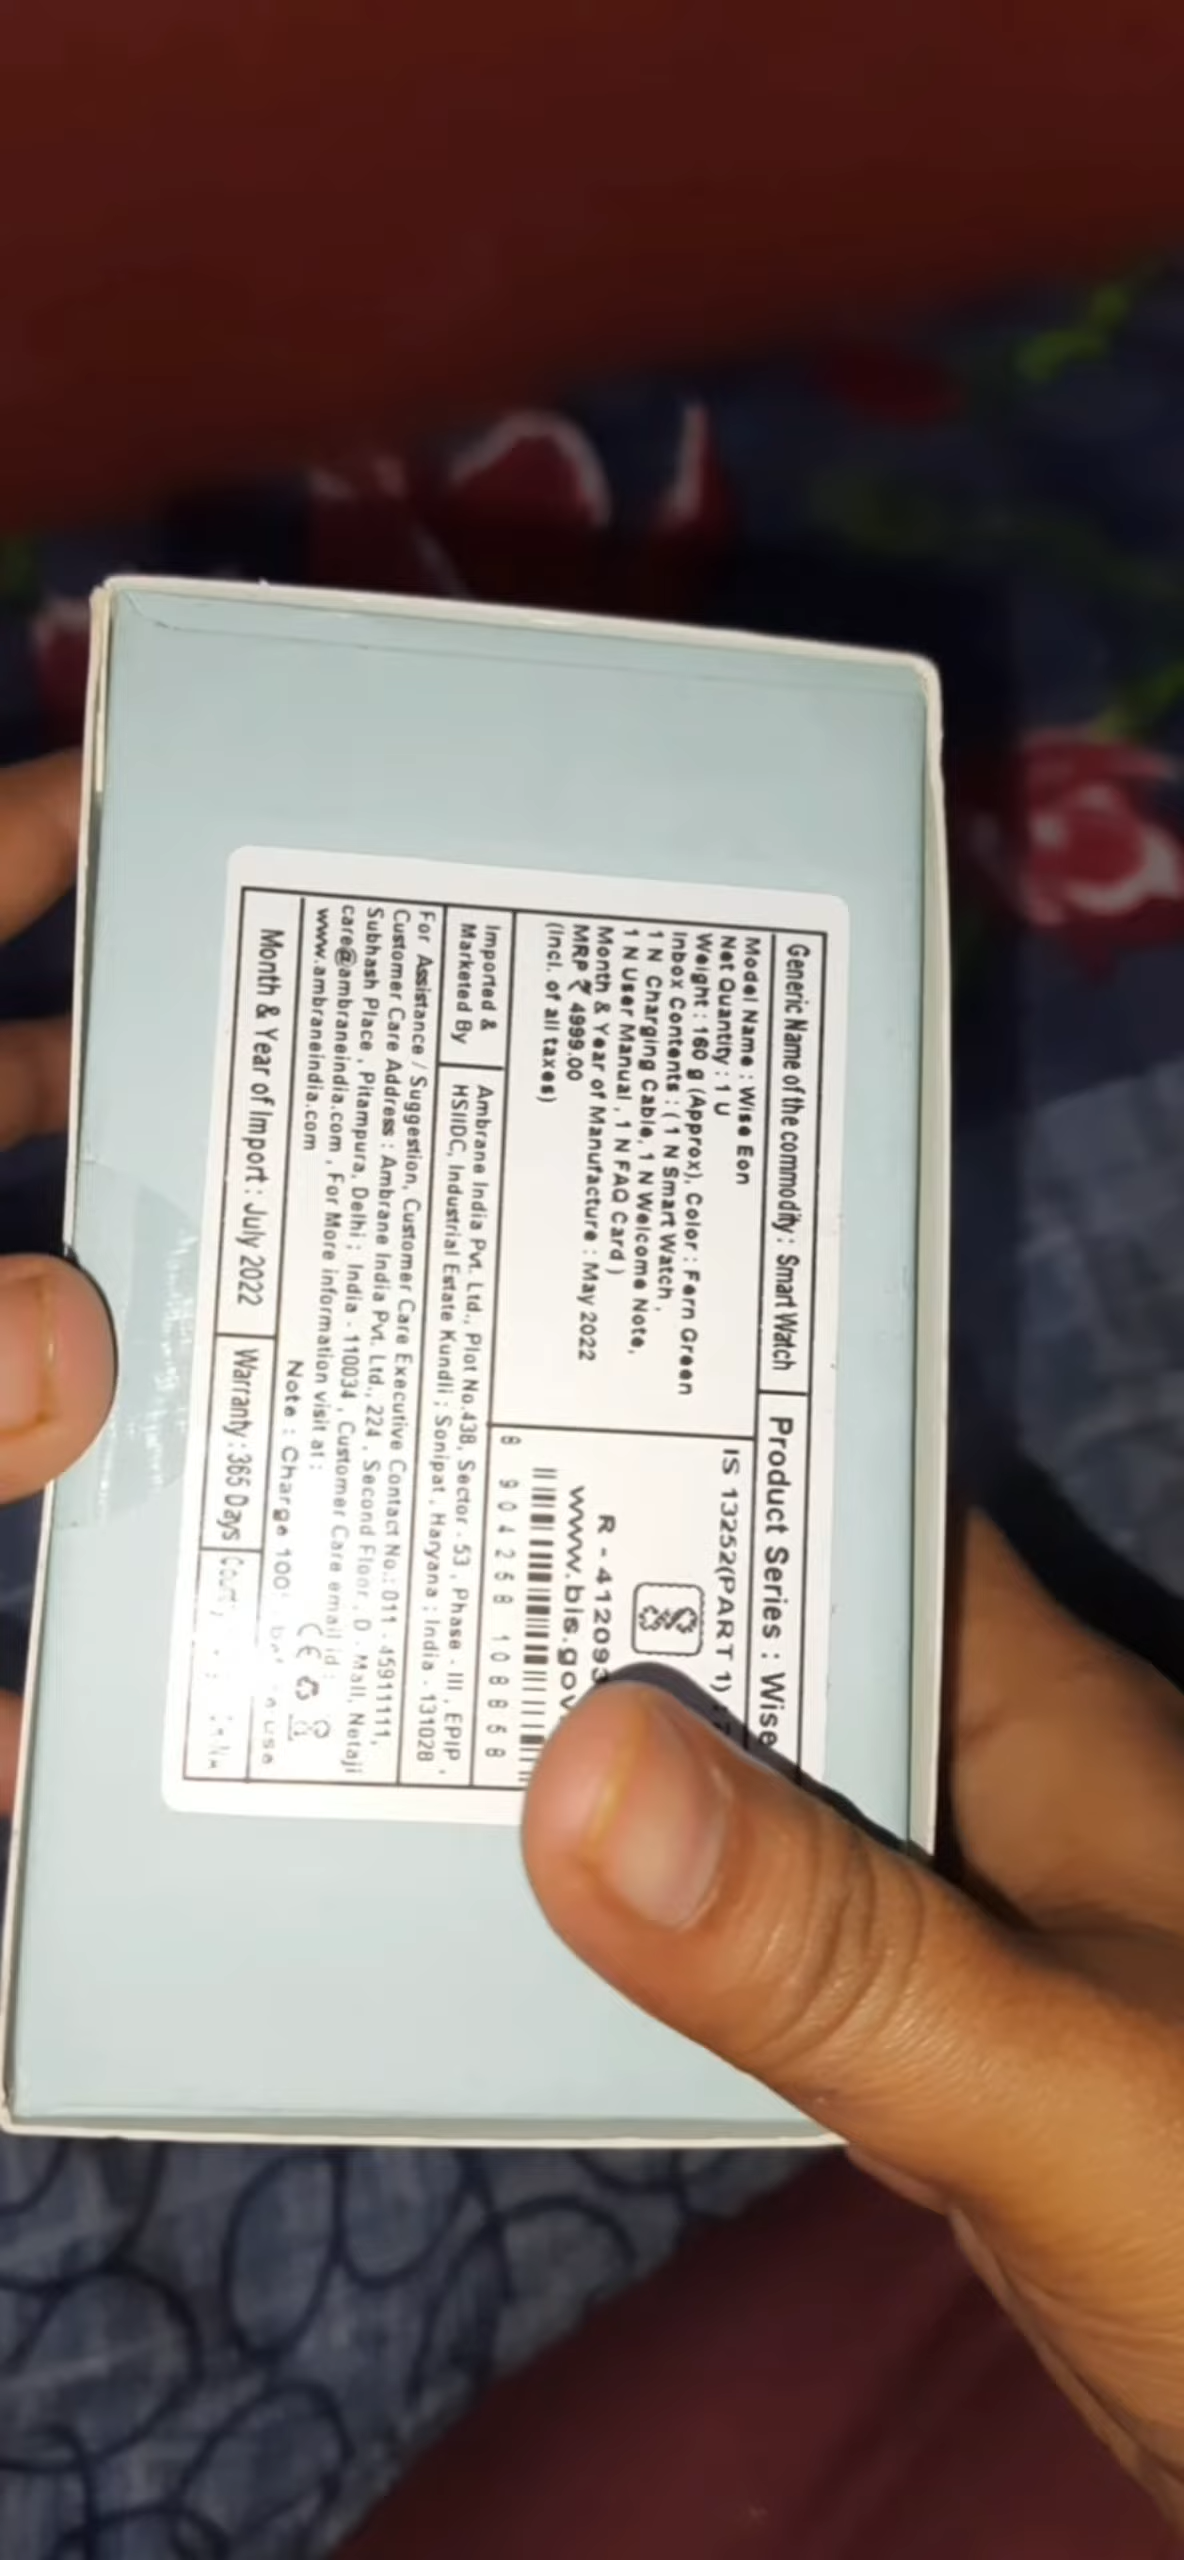 Generic Name of the commodity : Smart Watch
Product Series : Wise
Model Name : Wise Eon
Net Quantity : 1 U
Weight : 160 g (Approx), Color : Fern Green
Inbox Contents : ( 1 N Smart Watch ,
1 N Charging Cable, 1 N Welcome Note,
1 N User Manual , 1 N FAQ Card )
Month & Year of Manufacture : May 2022
MRP ₹ 4999.00
(incl. of all taxes)
IS 13252(PART 1)
R - 41209
www.bis.gov
8 904258 108858
Imported &
Marketed By
Ambrane India Pvt. Ltd., Plot No.438, Sector - 53 , Phase - III , EPIP ,
HSIIDC, Industrial Estate Kundli ; Sonipat , Haryana ; India - 131028
For Assistance / Suggestion, Customer Care Executive Contact No.: 011 - 45911111,
Customer Care Address : Ambrane India Pvt. Ltd., 224 , Second Floor , D - Mall, Netaji
Subhash Place , Pitampura, Delhi ; India - 110034 , Customer Care email id :
care@ambraneindia.com , For More information visit at :
www.ambraneindia.com
CE
Note : Charge 100% use
Month & Year of Import : July 2022
Warranty : 365 Days